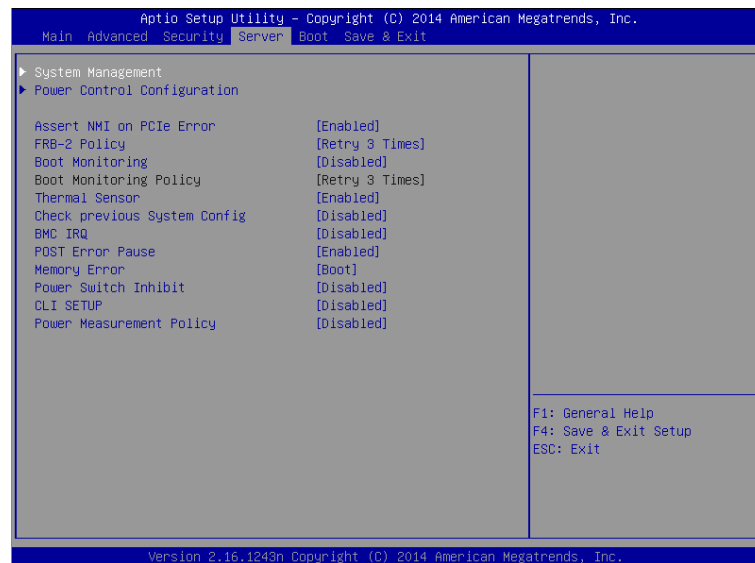 Aptio Setup Utility – Copyright (C) 2014 American Megatrends, Inc.
Main Advanced Security Server Boot Save & Exit
System Management
Power Control Configuration
Assert NMI on PCIe Error [Enabled]
FRB-2 Policy [Retry 3 Times]
Boot Monitoring [Disabled]
Boot Monitoring Policy [Retry 3 Times]
Thermal Sensor [Enabled]
Check previous System Config [Disabled]
BMC IRQ [Disabled]
POST Error Pause [Enabled]
Memory Error [Boot]
Power Switch Inhibit [Disabled]
CLI SETUP [Disabled]
Power Measurement Policy [Disabled]
F1: General Help
F4: Save & Exit Setup
ESC: Exit
Version 2.16.1243n Copyright (C) 2014 American Megatrends, Inc.